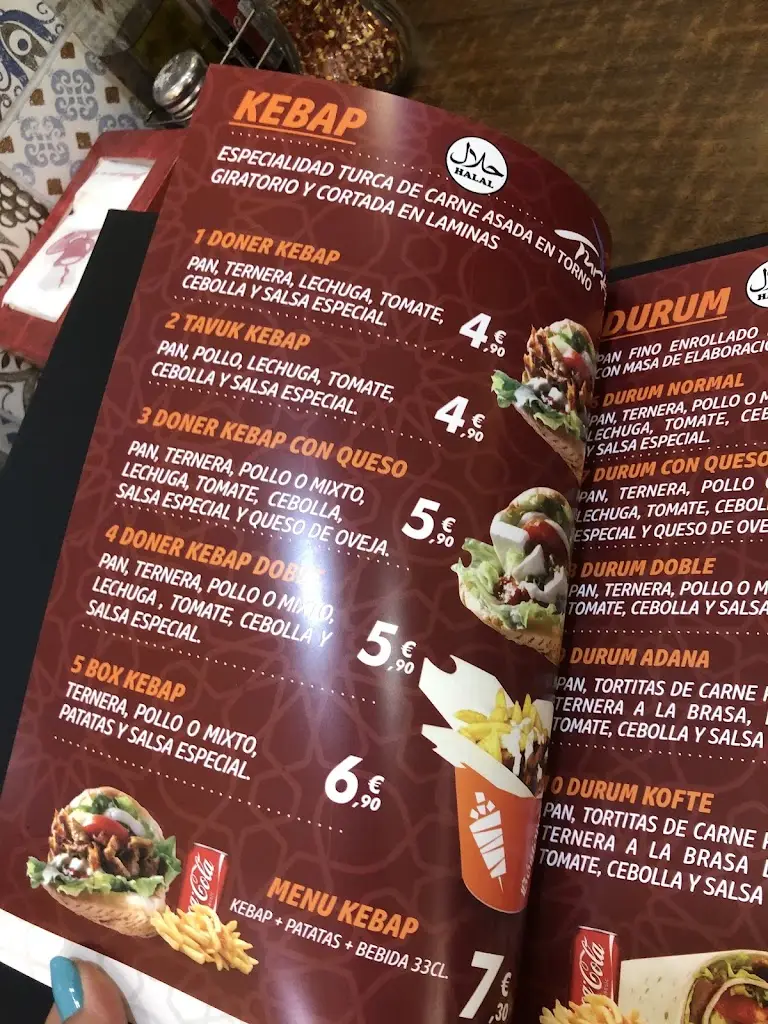 KEBAP
حلال
HALAL
ESPECIALIDAD TURCA DE CARNE ASADA EN TORNO
GIRATORIO Y CORTADA EN LAMINAS
1 DONER KEBAP
PAN, TERNERA, LECHUGA, TOMATE,
CEBOLLA Y SALSA ESPECIAL.
4,90€
2 TAVUK KEBAP
PAN, POLLO, LECHUGA, TOMATE,
CEBOLLA Y SALSA ESPECIAL.
4,90€
3 DONER KEBAP CON QUESO
PAN, TERNERA, POLLO O MIXTO,
LECHUGA, TOMATE, CEBOLLA,
SALSA ESPECIAL Y QUESO DE OVEJA.
5,90€
4 DONER KEBAP DOBLE
PAN, TERNERA, POLLO O MIXTO,
LECHUGA , TOMATE, CEBOLLA Y
SALSA ESPECIAL.
5,90€
5 BOX KEBAP
TERNERA, POLLO O MIXTO,
PATATAS Y SALSA ESPECIAL.
6,90€
Coca-Cola
MENU KEBAP
KEBAP + PATATAS + BEBIDA 33CL.
7,30
DURUM
PAN FINO ENROLLADO
CON MASA DE
DURUM NORMAL
PAN, TERNERA, POLLO O
LECHUGA, TOMATE,
Y SALSA ESPECIAL.
DURUM CON QUESO
PAN, TERNERA, POLLO
LECHUGA, TOMATE,
ESPECIAL Y QUESO DE
DURUM DOBLE
PAN, TERNERA, POLLO O
TOMATE, CEBOLLA Y SALSA
DURUM ADANA
PAN, TORTITAS DE CARNE
TERNERA A LA BRASA,
TOMATE, CEBOLLA Y SALSA
10 DURUM KOFTE
PAN, TORTITAS DE CARNE
TERNERA A LA BRASA
TOMATE, CEBOLLA Y SALSA
Coca-Cola